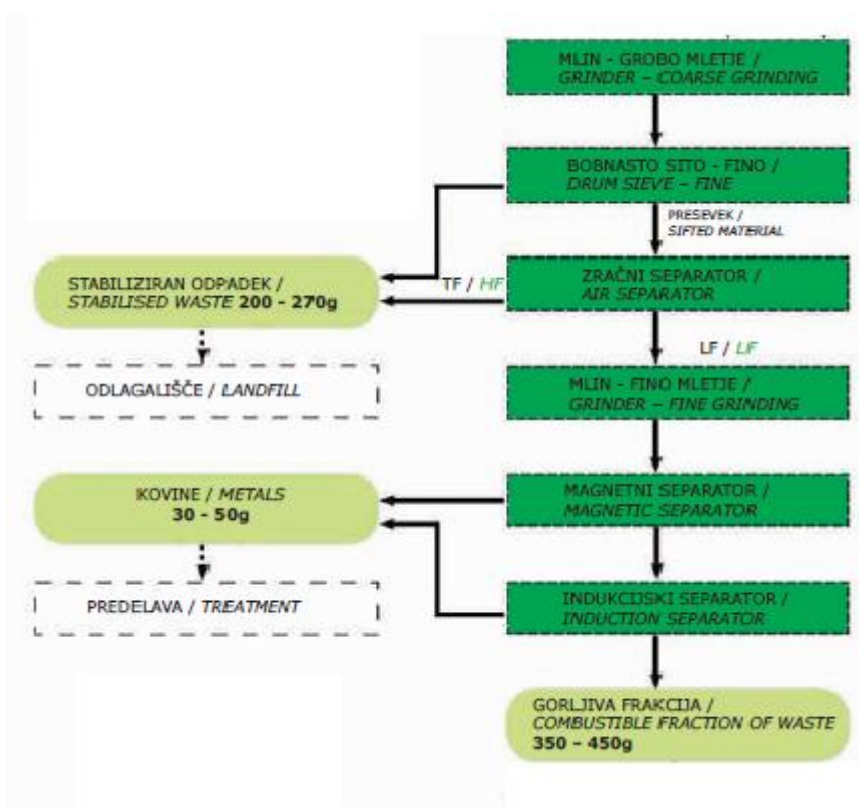 MLIN - GROBO MLETJE /
GRINDER – COARSE GRINDING
BOBNASTO SITO - FINO /
DRUM SIEVE – FINE
PRESEVEK /
SIFTED MATERIAL
STABILIZIRAN ODPADEK /
STABILISED WASTE 200 - 270g
TF / HF
ZRAČNI SEPARATOR /
AIR SEPARATOR
LF / LF
ODLAGALIŠČE / LANDFILL
MLIN - FINO MLETJE /
GRINDER – FINE GRINDING
KOVINE / METALS
30 - 50g
MAGNETNI SEPARATOR /
MAGNETIC SEPARATOR
PREDELAVA / TREATMENT
INDUKCIJSKI SEPARATOR /
INDUCTION SEPARATOR
GORLJIVA FRAKCIJA /
COMBUSTIBLE FRACTION OF WASTE
350 – 450g